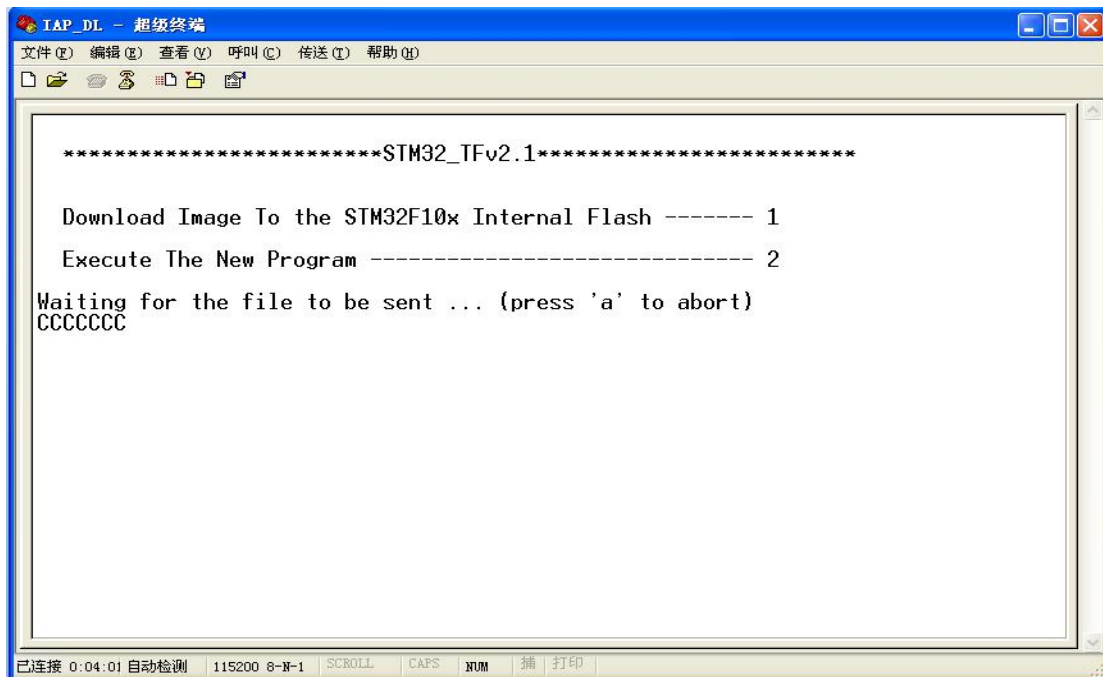 IAP_DL - 超级终端
文件(F) 编辑(E) 查看(V) 呼叫(C) 传送(T) 帮助(H)
*************************STM32_TFv2.1*************************
Download Image To the STM32F10x Internal Flash ------- 1
Execute The New Program ------------------------------ 2
Waiting for the file to be sent ... (press 'a' to abort)
CCCCCCC
已连接 0:04:01 自动检测 115200 8-N-1 SCROLL CAPS NUM 捕 打印